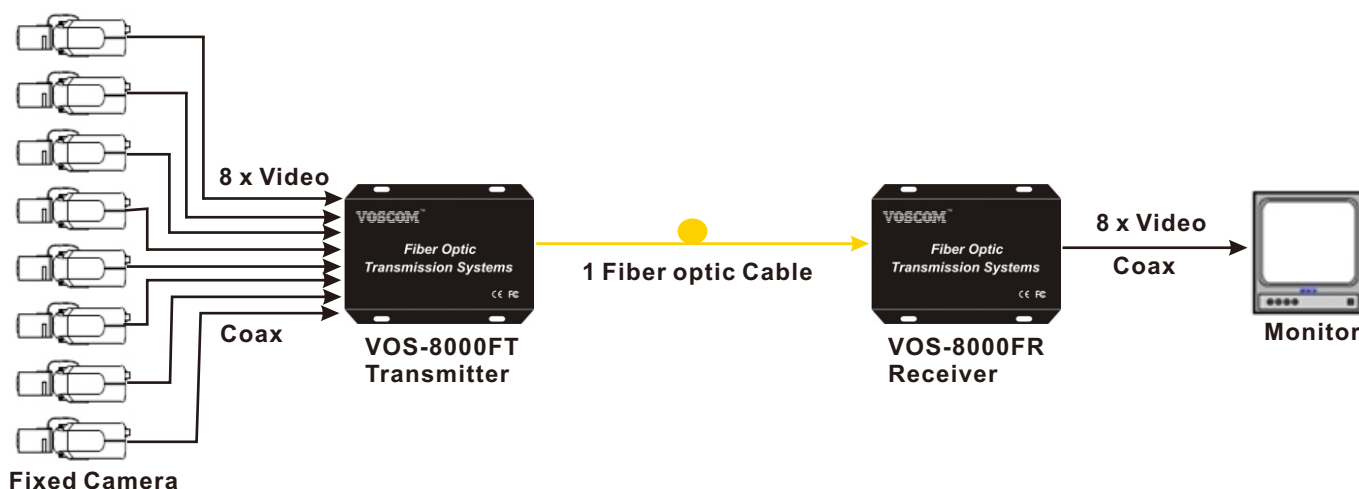 8 x Video
Coax
Fixed Camera
VOSCOM™
Fiber Optic
Transmission Systems
CE FC
VOS-8000FT
Transmitter
1 Fiber optic Cable
VOSCOM™
Fiber Optic
Transmission Systems
CE FC
VOS-8000FR
Receiver
8 x Video
Coax
Monitor